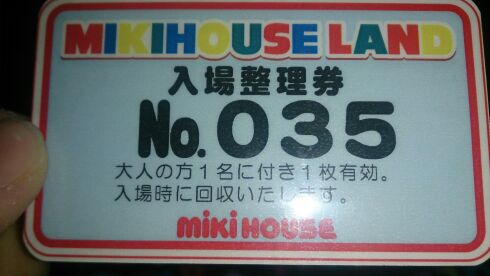 MIKIHOUSE LAND
入場整理券
No.035
大人の方1名に付き1枚有効。
入場時に回収いたします。
miki HOUSE